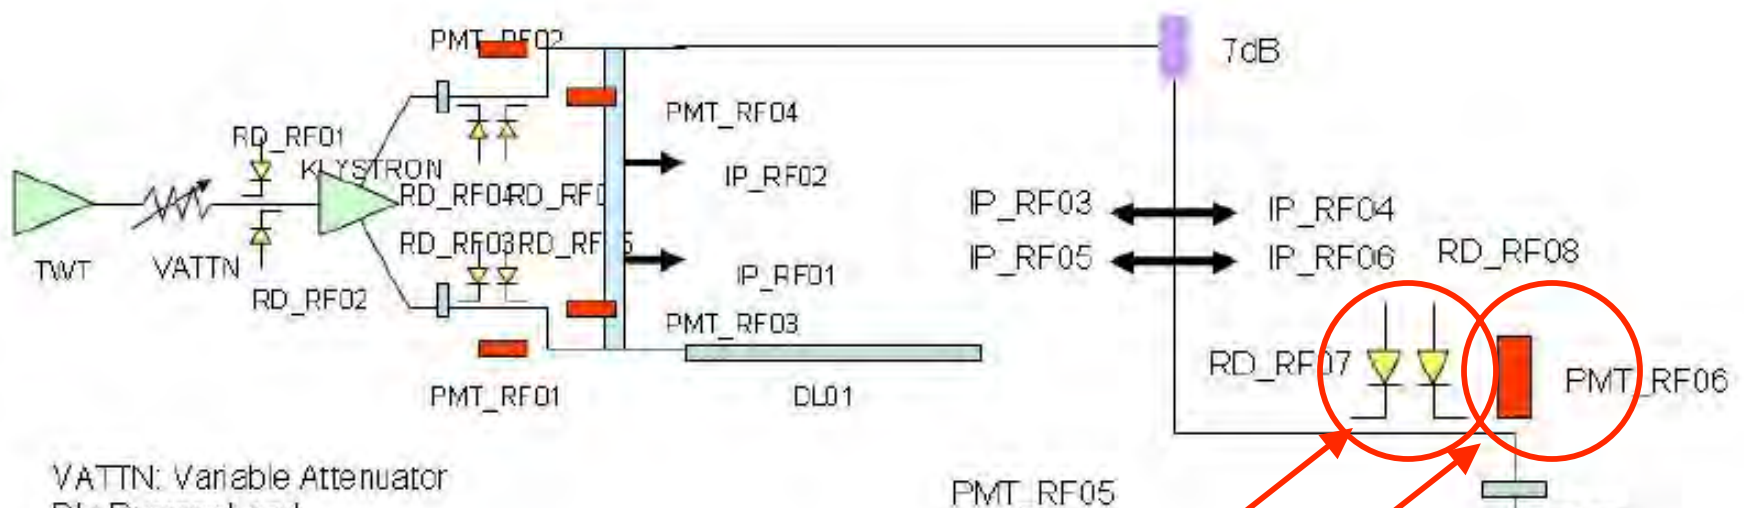 PMT_RF02
7dB
PMT_RF04
RD_RF01
KLYSTRON
IP_RF02
RD_RF04
IP_RF03
IP_RF04
RD_RF03
IP_RF05
IP_RF06
RD_RF08
TWT
VATTN
IP_RF01
RD_RF02
PMT_RF03
RD_RF07
PMT_RF06
PMT_RF01
DL01
VATTN: Variable Attenuator
PMT_RF05